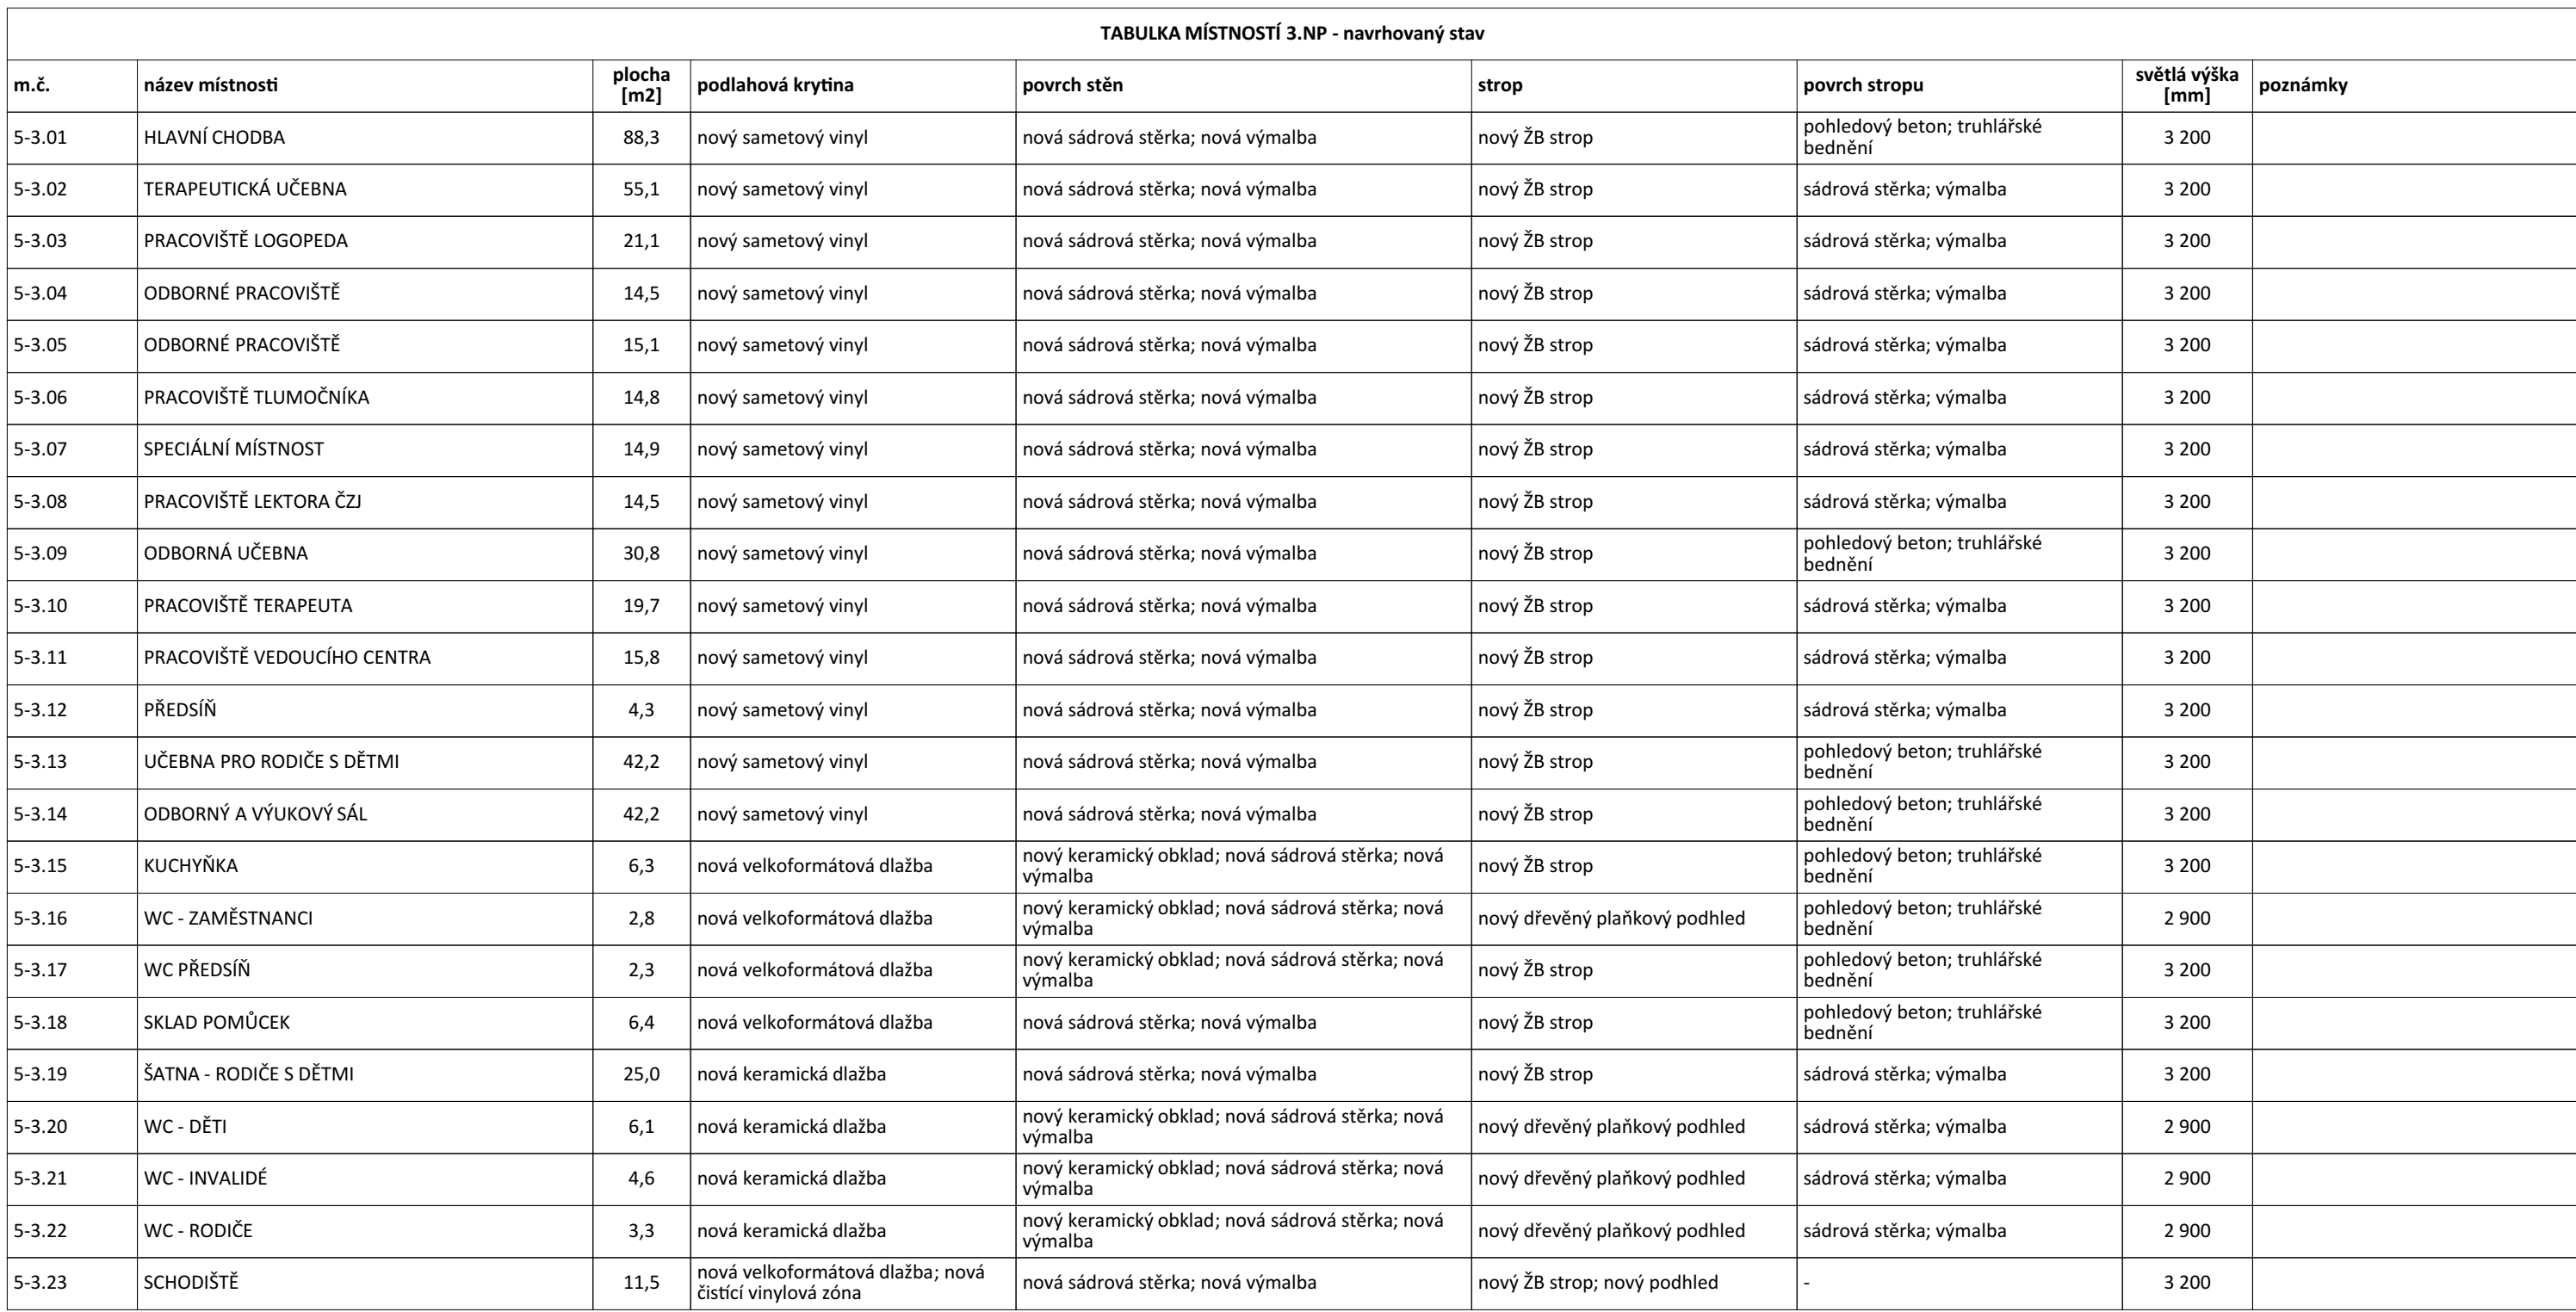 TABULKA MÍSTNOSTÍ 3.NP - navrhovaný stav
m.č. název místnosti plocha [m2] podlahová krytina povrch stěn strop povrch stropu světlá výška [mm] poznámky
5-3.01 HLAVNÍ CHODBA 88,3 nový sametový vinyl nová sádrová stěrka; nová výmalba nový ŽB strop pohledový beton; truhlářské bednění 3 200
5-3.02 TERAPEUTICKÁ UČEBNA 55,1 nový sametový vinyl nová sádrová stěrka; nová výmalba nový ŽB strop sádrová stěrka; výmalba 3 200
5-3.03 PRACOVIŠTĚ LOGOPEDA 21,1 nový sametový vinyl nová sádrová stěrka; nová výmalba nový ŽB strop sádrová stěrka; výmalba 3 200
5-3.04 ODBORNÉ PRACOVIŠTĚ 14,5 nový sametový vinyl nová sádrová stěrka; nová výmalba nový ŽB strop sádrová stěrka; výmalba 3 200
5-3.05 ODBORNÉ PRACOVIŠTĚ 15,1 nový sametový vinyl nová sádrová stěrka; nová výmalba nový ŽB strop sádrová stěrka; výmalba 3 200
5-3.06 PRACOVIŠTĚ TLUMOČNÍKA 14,8 nový sametový vinyl nová sádrová stěrka; nová výmalba nový ŽB strop sádrová stěrka; výmalba 3 200
5-3.07 SPECIÁLNÍ MÍSTNOST 14,9 nový sametový vinyl nová sádrová stěrka; nová výmalba nový ŽB strop sádrová stěrka; výmalba 3 200
5-3.08 PRACOVIŠTĚ LEKTORA ČZJ 14,5 nový sametový vinyl nová sádrová stěrka; nová výmalba nový ŽB strop sádrová stěrka; výmalba 3 200
5-3.09 ODBORNÁ UČEBNA 30,8 nový sametový vinyl nová sádrová stěrka; nová výmalba nový ŽB strop pohledový beton; truhlářské bednění 3 200
5-3.10 PRACOVIŠTĚ TERAPEUTA 19,7 nový sametový vinyl nová sádrová stěrka; nová výmalba nový ŽB strop sádrová stěrka; výmalba 3 200
5-3.11 PRACOVIŠTĚ VEDOUCÍHO CENTRA 15,8 nový sametový vinyl nová sádrová stěrka; nová výmalba nový ŽB strop sádrová stěrka; výmalba 3 200
5-3.12 PŘEDSÍŇ 4,3 nový sametový vinyl nová sádrová stěrka; nová výmalba nový ŽB strop sádrová stěrka; výmalba 3 200
5-3.13 UČEBNA PRO RODIČE S DĚTMI 42,2 nový sametový vinyl nová sádrová stěrka; nová výmalba nový ŽB strop pohledový beton; truhlářské bednění 3 200
5-3.14 ODBORNÝ A VÝUKOVÝ SÁL 42,2 nový sametový vinyl nová sádrová stěrka; nová výmalba nový ŽB strop pohledový beton; truhlářské bednění 3 200
5-3.15 KUCHYŇKA 6,3 nová velkoformátová dlažba nový keramický obklad; nová sádrová stěrka; nová výmalba nový ŽB strop pohledový beton; truhlářské bednění 3 200
5-3.16 WC - ZAMĚSTNANCI 2,8 nová velkoformátová dlažba nový keramický obklad; nová sádrová stěrka; nová výmalba nový dřevěný plaňkový podhled pohledový beton; truhlářské bednění 2 900
5-3.17 WC PŘEDSÍŇ 2,3 nová velkoformátová dlažba nový keramický obklad; nová sádrová stěrka; nová výmalba nový ŽB strop pohledový beton; truhlářské bednění 3 200
5-3.18 SKLAD POMŮCEK 6,4 nová velkoformátová dlažba nová sádrová stěrka; nová výmalba nový ŽB strop pohledový beton; truhlářské bednění 3 200
5-3.19 ŠATNA - RODIČE S DĚTMI 25,0 nová keramická dlažba nová sádrová stěrka; nová výmalba nový ŽB strop sádrová stěrka; výmalba 3 200
5-3.20 WC - DĚTI 6,1 nová keramická dlažba nový keramický obklad; nová sádrová stěrka; nová výmalba nový dřevěný plaňkový podhled sádrová stěrka; výmalba 2 900
5-3.21 WC - INVALIDÉ 4,6 nová keramická dlažba nový keramický obklad; nová sádrová stěrka; nová výmalba nový dřevěný plaňkový podhled sádrová stěrka; výmalba 2 900
5-3.22 WC - RODIČE 3,3 nová keramická dlažba nový keramický obklad; nová sádrová stěrka; nová výmalba nový dřevěný plaňkový podhled sádrová stěrka; výmalba 2 900
5-3.23 SCHODIŠTĚ 11,5 nová velkoformátová dlažba; nová čistící vinylová zóna nová sádrová stěrka; nová výmalba nový ŽB strop; nový podhled - 3 200